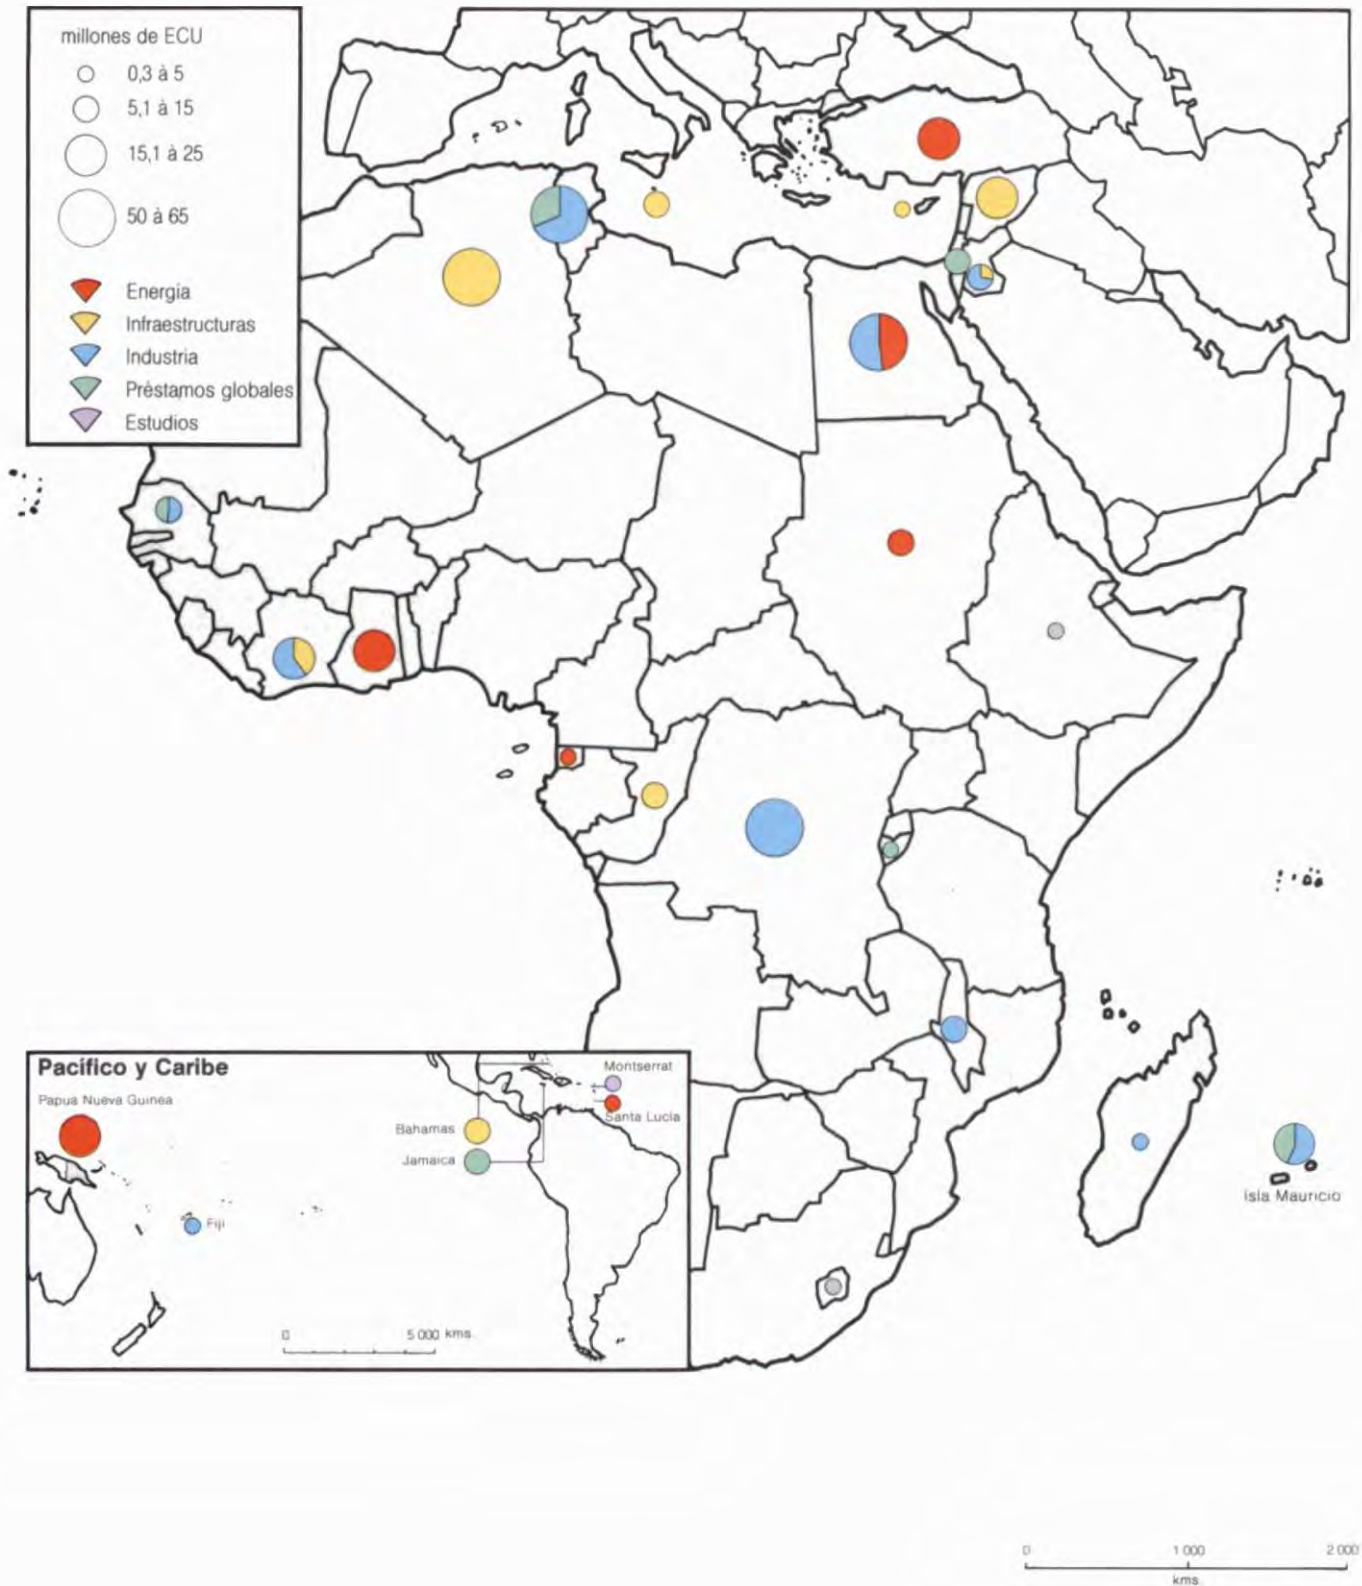 millones de ECU
0,3 à 5
5,1 à 15
15,1 à 25
50 à 65
Energia
Infraestructuras
Industria
Préstamos globales
Estudios
Pacífico y Caribe
Papua Nueva Guinea
Montserrat
Santa Lucía
Bahamas
Jamaica
Fiji
0 5 000 kms.
Isla Mauricio
0 1 000 2 000
kms.